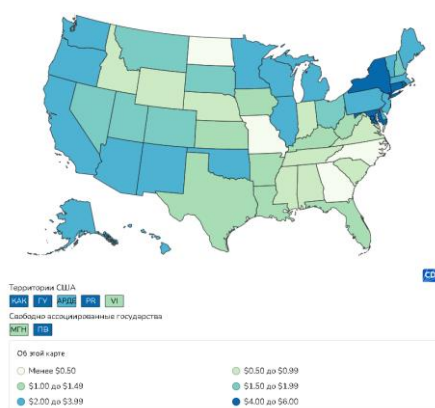 CD
Территории США
КАК ГУ АРДД PR VI
Свободно ассоциированные государства
МГН ПВ
Об этой карте
Менее $0.50
$0.50 до $0.99
$1.00 до $1.49
$1.50 до $1.99
$2.00 до $3.99
$4.00 до $6.00